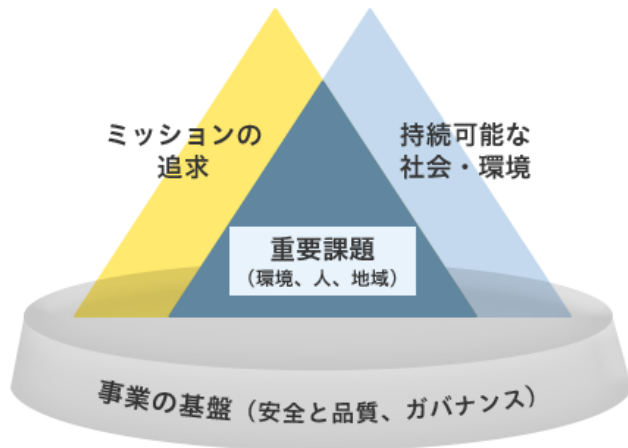 ミッションの
追求
持続可能な
社会・環境
重要課題
（環境、人、地域）
事業の基盤（安全と品質、ガバナンス）